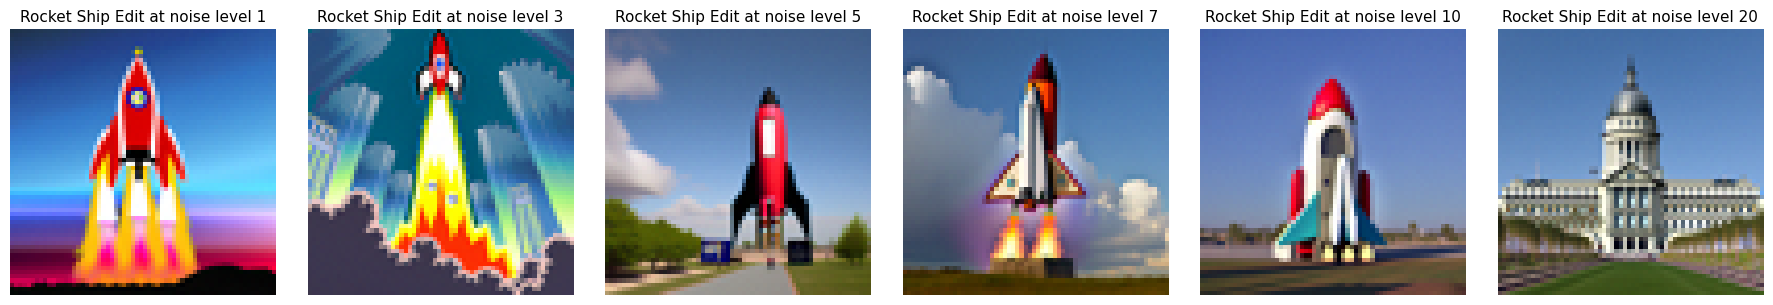 Rocket Ship Edit at noise level 1
Rocket Ship Edit at noise level 3
Rocket Ship Edit at noise level 5
Rocket Ship Edit at noise level 7
Rocket Ship Edit at noise level 10
Rocket Ship Edit at noise level 20